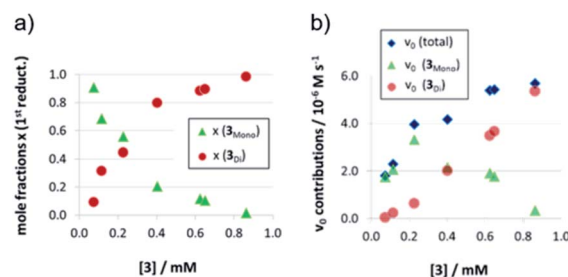 a)
mole fractions x (1st reduct.)
1.0
0.8
0.6
0.4
0.2
0.0
x (3Mono)
x (3Di)
0 0.2 0.4 0.6 0.8 1
[3] / mM
b)
v0 (total)
v0 (3Mono)
v0 (3Di)
v0 contributions / 10-6 M s-1
6.0
4.0
2.0
0.0
0.0 0.2 0.4 0.6 0.8 1.0
[3] / mM